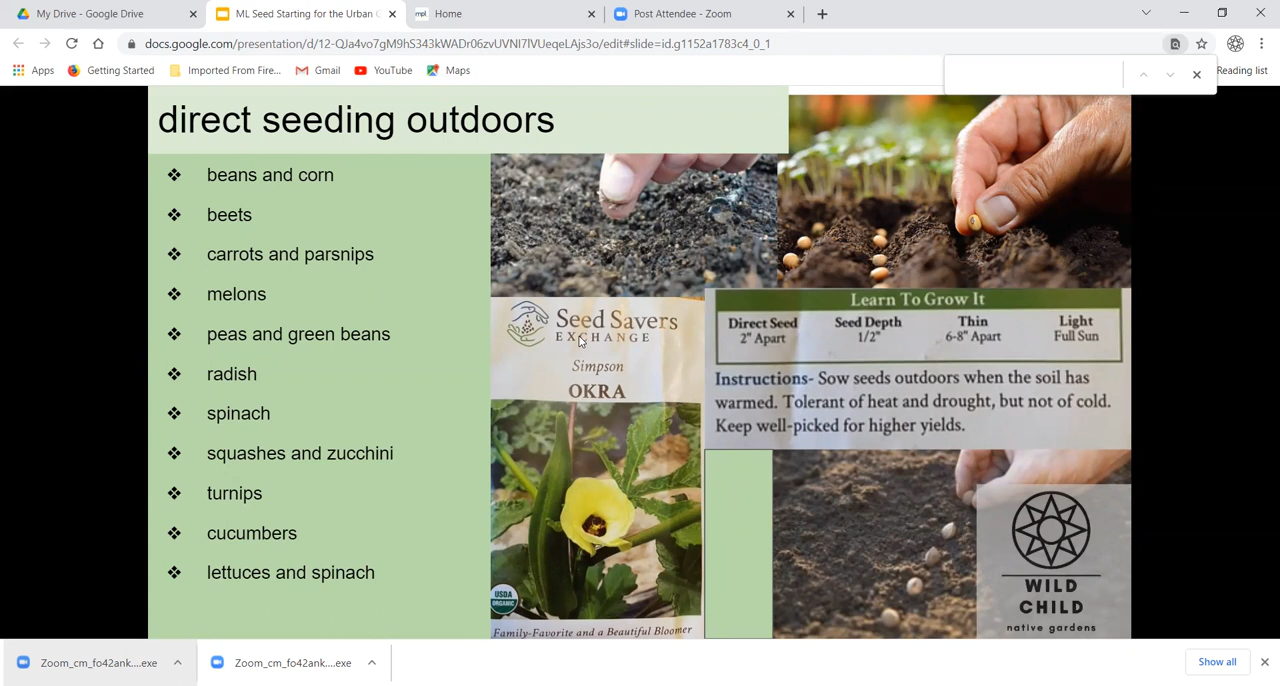 My Drive - Google Drive
ML Seed Starting for the Urban G
mpl Home
Post Attendee - Zoom
docs.google.com/presentation/d/12-QJa4vo7gM9hS343kWADr06zvUVNI7lVUeqeLAjs3o/edit#slide=id.g1152a1783c4_0_1
Apps
Getting Started
Imported From Fire...
Gmail
YouTube
Maps
Reading list
direct seeding outdoors
❖ beans and corn
❖ beets
❖ carrots and parsnips
❖ melons
❖ peas and green beans
❖ radish
❖ spinach
❖ squashes and zucchini
❖ turnips
❖ cucumbers
❖ lettuces and spinach
Seed Savers
EXCHANGE
Simpson
OKRA
USDA
ORGANIC
Family-Favorite and a Beautiful Bloomer
Learn To Grow It
Direct Seed Seed Depth Thin Light
2" Apart 1/2" 6-8" Apart Full Sun
Instructions- Sow seeds outdoors when the soil has
warmed. Tolerant of heat and drought, but not of cold.
Keep well-picked for higher yields.
WILD
CHILD
native gardens
Zoom_cm_fo42ank....exe
Zoom_cm_fo42ank....exe
Show all